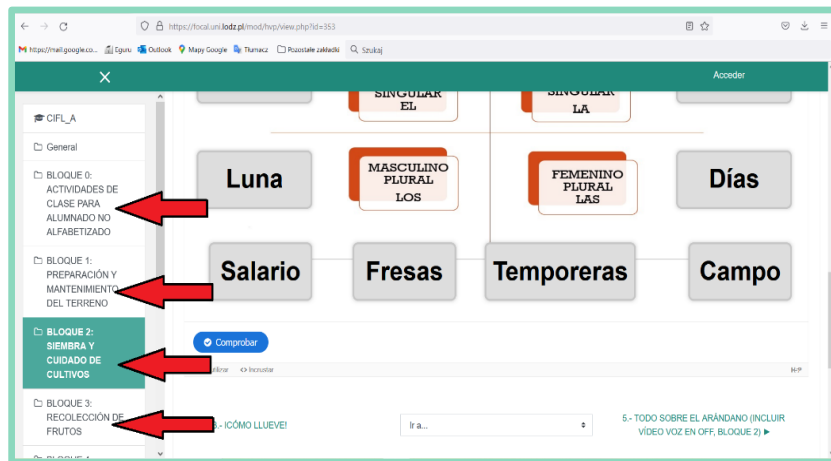 https://focal.uni.lodz.pl/mod/hvp/view.php?id=353
https://mail.google.co... Eguru Outlook Mapy Google Tłumacz Pozostałe zakładki Szukaj
Acceder
CIFL_A
General
BLOQUE 0:
ACTIVIDADES DE
CLASE PARA
ALUMNADO NO
ALFABETIZADO
BLOQUE 1:
PREPARACIÓN Y
MANTENIMIENTO
DEL TERRENO
BLOQUE 2:
SIEMBRA Y
CUIDADO DE
CULTIVOS
BLOQUE 3:
RECOLECCIÓN DE
FRUTOS
SINGULAR
EL
SINGULAR
LA
Luna
MASCULINO
PLURAL
LOS
FEMENINO
PLURAL
LAS
Días
Salario
Fresas
Temporeras
Campo
Comprobar
<> Incrustar
H-P
.- ¡CÓMO LLUEVE!
Ir a...
5.- TODO SOBRE EL ARÁNDANO (INCLUIR
VÍDEO VOZ EN OFF, BLOQUE 2) ►